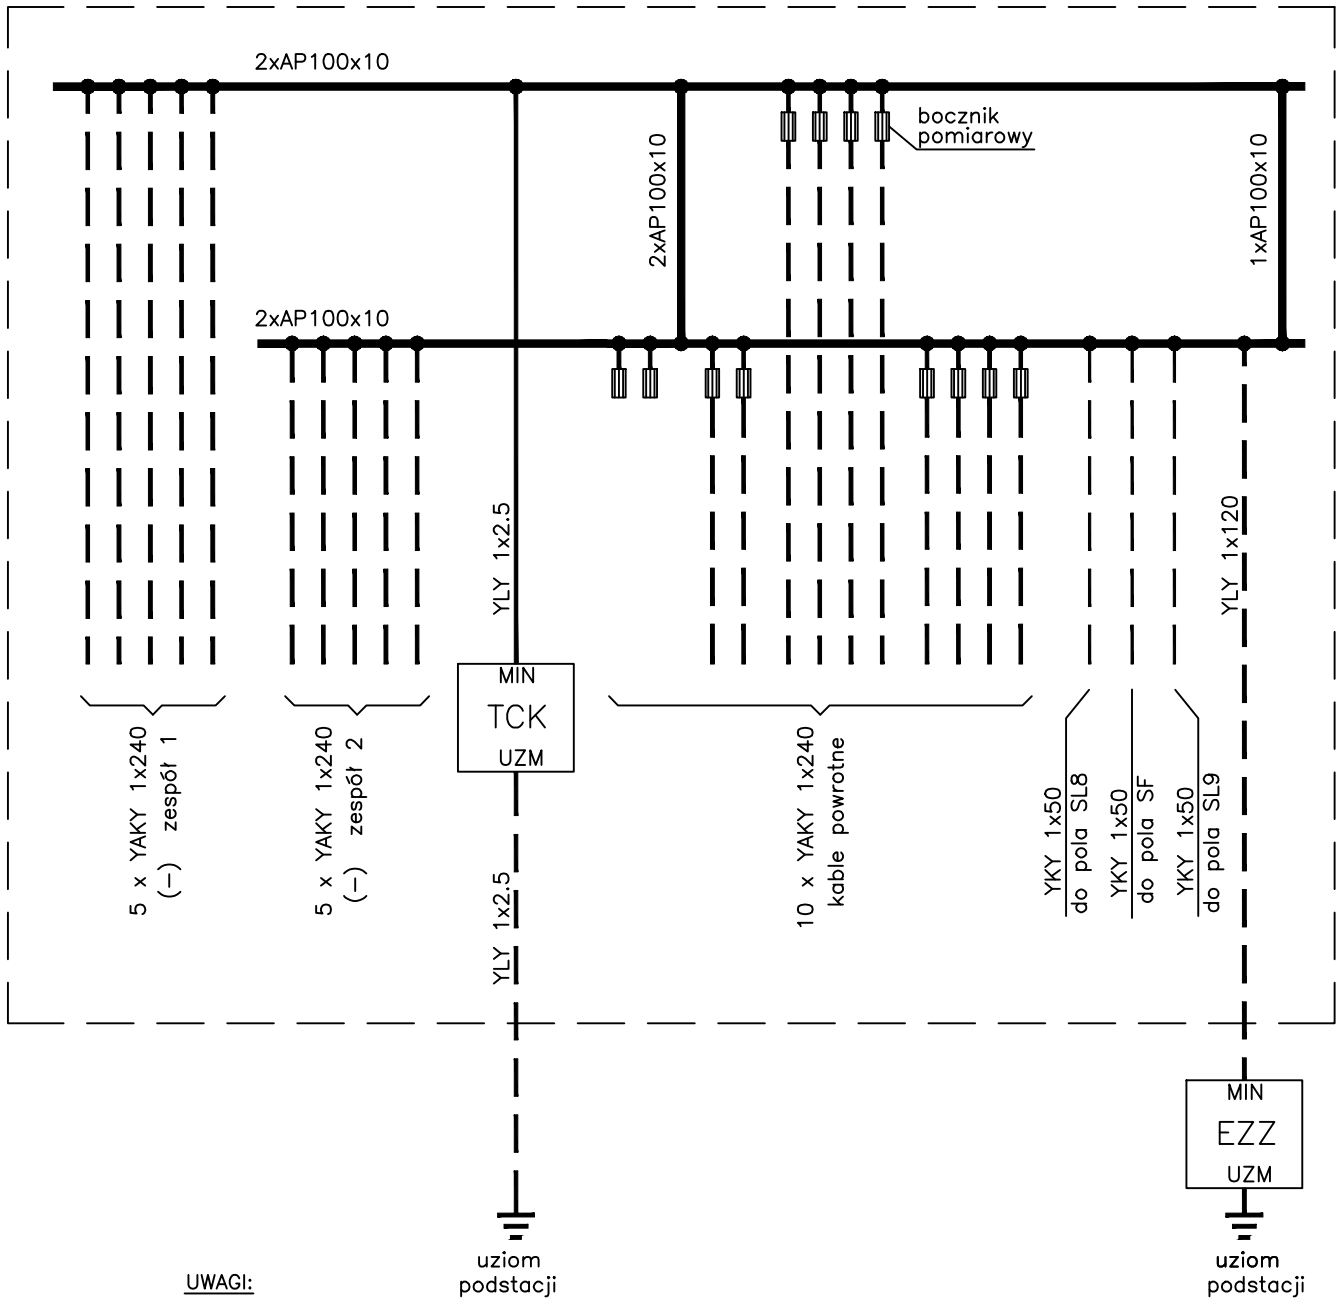 2xAP100x10
bocznik
pomiarowy
2xAP100x10
1xAP100x10
2xAP100x10
YLY 1x2.5
YLY 1x120
MIN
TCK
UZM
5 x YAKY 1x240
(−) zespół 1
5 x YAKY 1x240
(−) zespół 2
10 x YAKY 1x240
kable powrotne
YKY 1x50
do pola SL8
YKY 1x50
do pola SF
YKY 1x50
do pola SL9
YLY 1x2.5
MIN
EZZ
UZM
uziom
podstacji
uziom
podstacji
UWAGI: